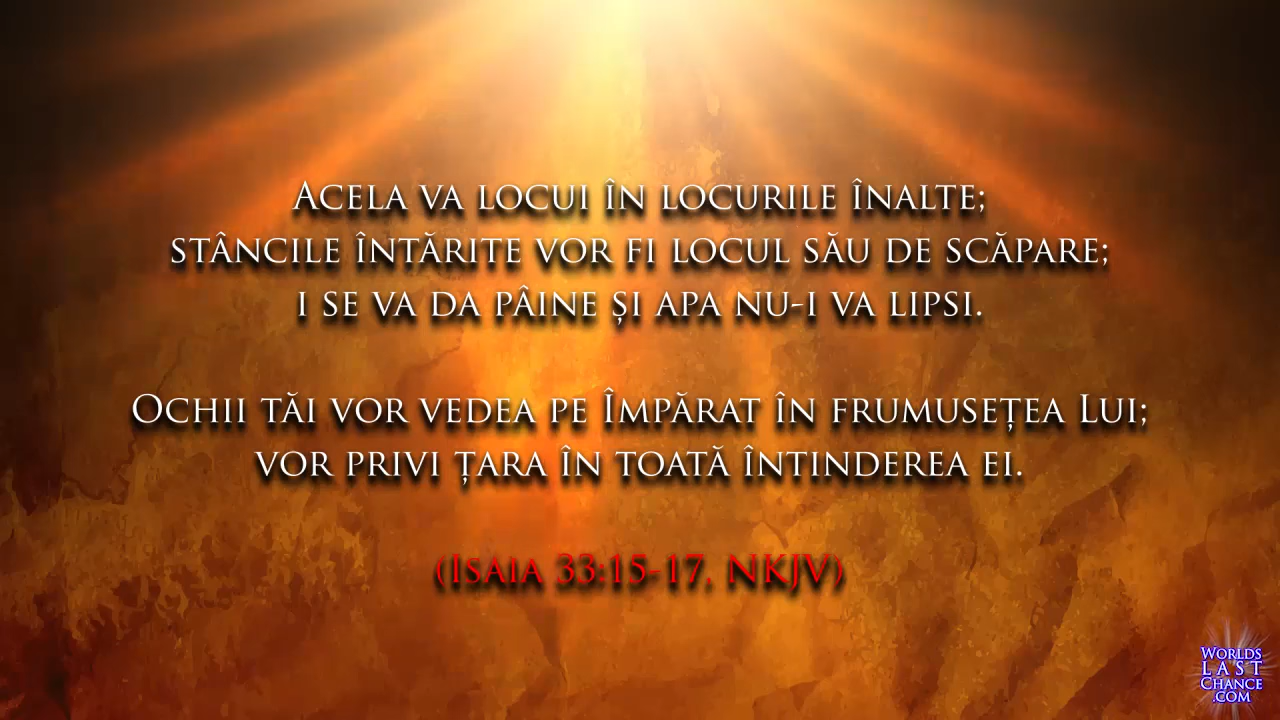 Acela va locui în locurile înalte;
stâncile întărite vor fi locul său de scăpare;
i se va da pâine și apa nu-i va lipsi.
Ochii tăi vor vedea pe Împărat în frumusețea Lui;
vor privi țara în toată întinderea ei.
(Isaia 33:15-17, NKJV)
Worlds
Last
Chance
.com